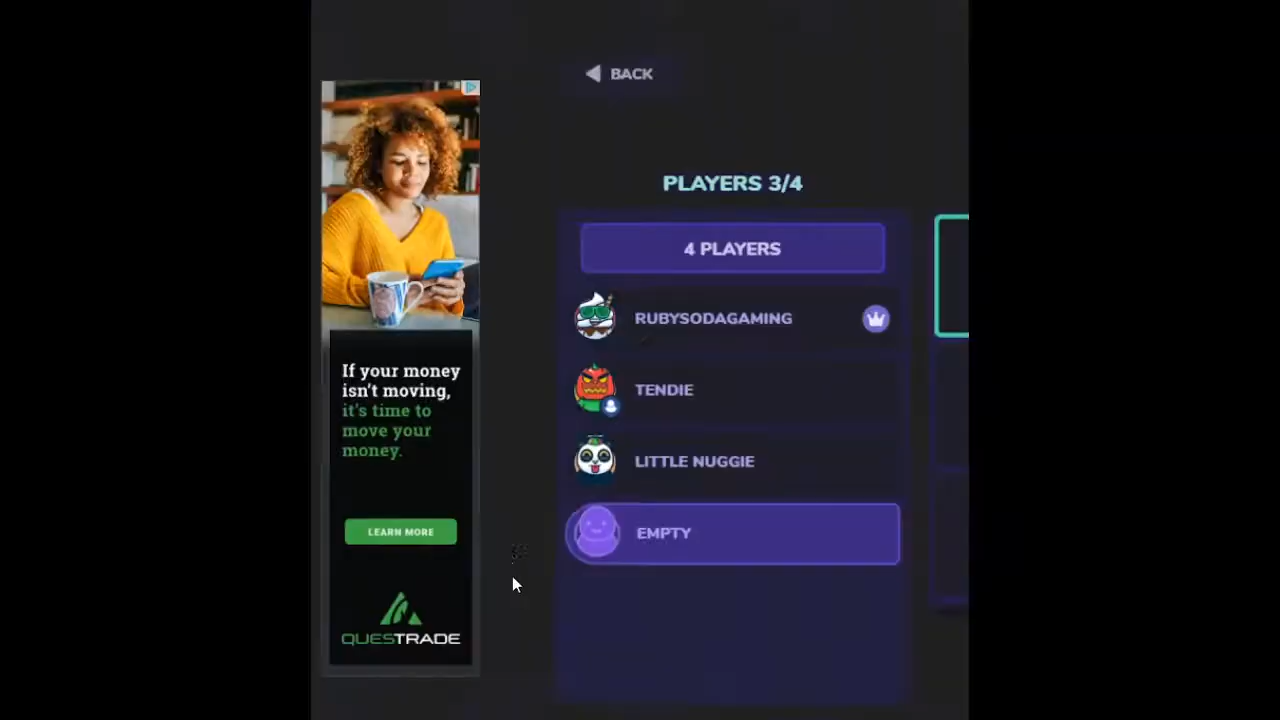 BACK
PLAYERS 3/4
4 PLAYERS
RUBYSODAGAMING
TENDIE
LITTLE NUGGIE
EMPTY
If your money
isn't moving,
it's time to
move your
money.
LEARN MORE
QUESTRADE